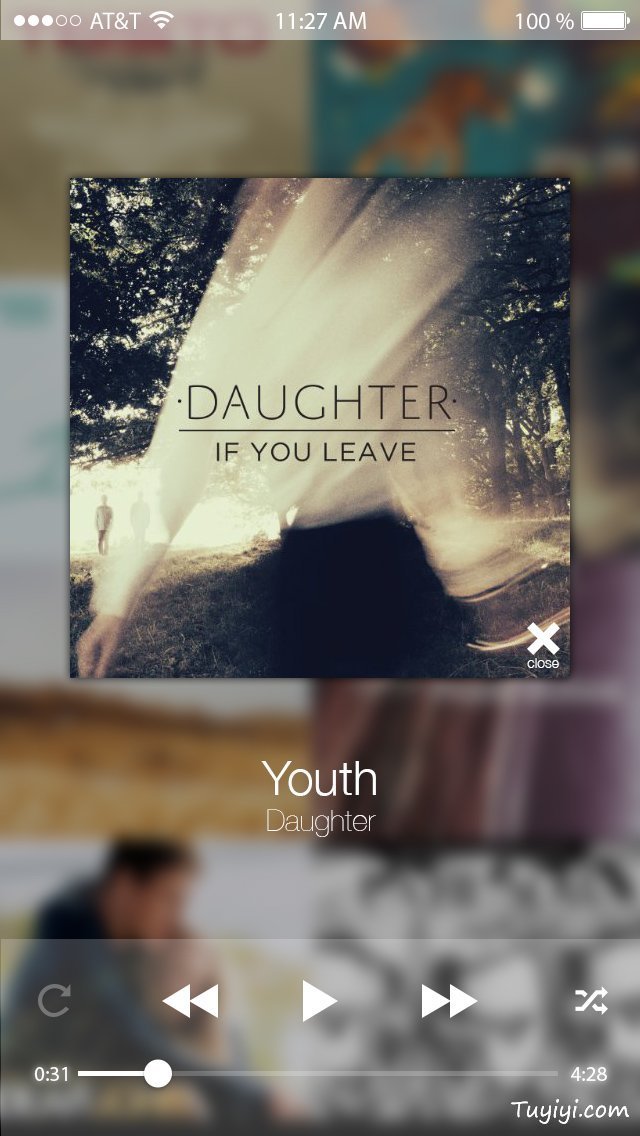 AT&T 11:27 AM 100 %
·DAUGHTER·
IF YOU LEAVE
close
Youth
Daughter
0:31 4:28
Tuyiyi.com